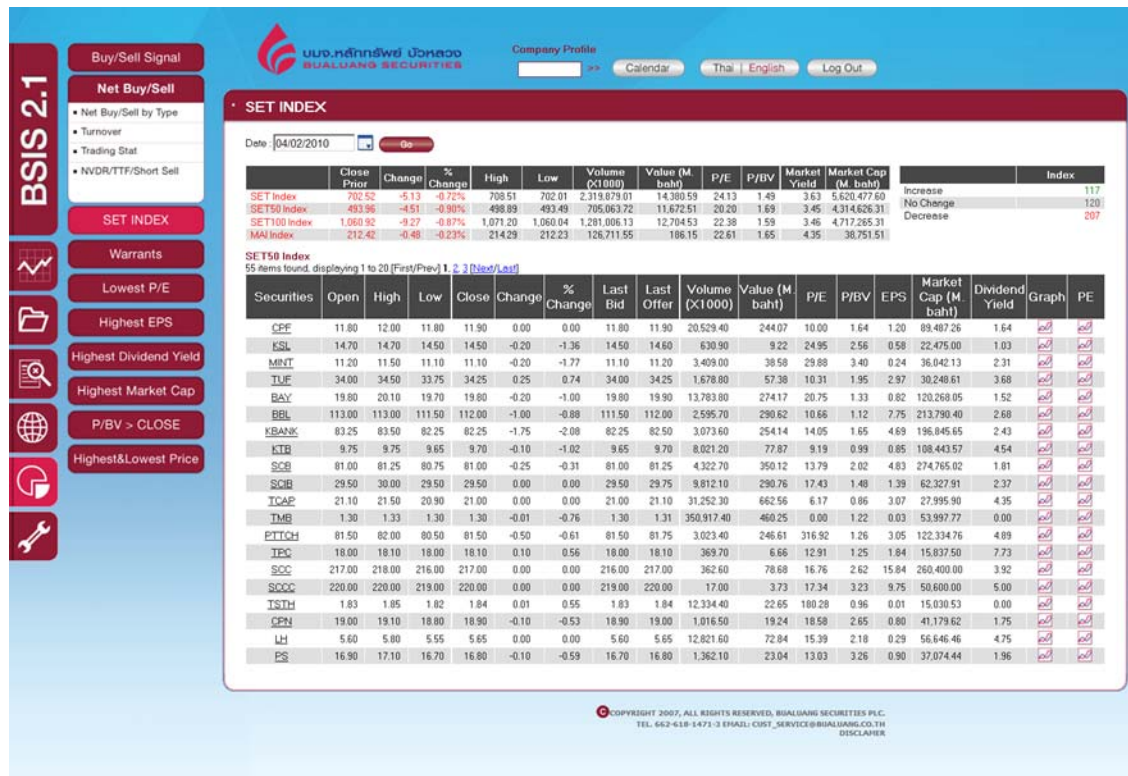 BSIS 2.1
Buy/Sell Signal
Net Buy/Sell
Net Buy/Sell by Type
Turnover
Trading Stat
NVDR/TTF/Short Sell
SET INDEX
Warrants
Lowest P/E
Highest EPS
Highest Dividend Yield
Highest Market Cap
P/BV > CLOSE
Highest&Lowest Price
บมจ.หลักทรัพย์ บัวหลวง
BUALUANG SECURITIES
Company Profile
>> Calendar Thai | English Log Out
SET INDEX
Date : 04/02/2010 Go
Close Prior Change % Change High Low Volume (X1000) Value (M. baht) P/E P/BV Market Yield Market Cap (M. baht)
SET Index 702.52 -5.13 -0.72% 708.51 702.01 2,319,879.01 14,380.59 24.13 1.49 3.63 5,620,477.60
SET50 Index 493.96 -4.51 -0.90% 498.89 493.49 705,063.72 11,672.51 20.20 1.69 3.45 4,314,626.31
SET100 Index 1,060.92 -9.27 -0.87% 1,071.20 1,060.04 1,281,006.13 12,704.53 22.38 1.59 3.46 4,717,265.31
MAI Index 212.42 -0.48 -0.23% 214.29 212.23 126,711.55 186.15 22.61 1.65 4.35 38,751.51
Index
Increase 117
No Change 120
Decrease 207
SET50 Index
55 items found, displaying 1 to 20.[First/Prev] 1, 2, 3 [Next/Last]
Securities Open High Low Close Change % Change Last Bid Last Offer Volume (X1000) Value (M. baht) P/E P/BV EPS Market Cap (M. baht) Dividend Yield Graph PE
CPF 11.80 12.00 11.80 11.90 0.00 0.00 11.80 11.90 20,529.40 244.07 10.00 1.64 1.20 89,487.26 1.64
KSL 14.70 14.70 14.50 14.50 -0.20 -1.36 14.50 14.60 630.90 9.22 24.95 2.56 0.58 22,475.00 1.03
MINT 11.20 11.50 11.10 11.10 -0.20 -1.77 11.10 11.20 3,409.00 38.58 29.88 3.40 0.24 36,042.13 2.31
TUF 34.00 34.50 33.75 34.25 0.25 0.74 34.00 34.25 1,678.80 57.38 10.31 1.95 2.97 30,248.61 3.68
BAY 19.80 20.10 19.70 19.80 -0.20 -1.00 19.80 19.90 13,783.80 274.17 20.75 1.33 0.82 120,268.05 1.52
BBL 113.00 113.00 111.50 112.00 -1.00 -0.88 111.50 112.00 2,595.70 290.62 10.66 1.12 7.75 213,790.40 2.68
KBANK 83.25 83.50 82.25 82.25 -1.75 -2.08 82.25 82.50 3,073.60 254.14 14.05 1.65 4.69 196,845.65 2.43
KTB 9.75 9.75 9.65 9.70 -0.10 -1.02 9.65 9.70 8,021.20 77.87 9.19 0.99 0.85 108,443.57 4.54
SCB 81.00 81.25 80.75 81.00 -0.25 -0.31 81.00 81.25 4,322.70 350.12 13.79 2.02 4.83 274,765.02 1.81
SCIB 29.50 30.00 29.50 29.50 0.00 0.00 29.50 29.75 9,812.10 290.76 17.43 1.48 1.39 62,327.91 2.37
TCAP 21.10 21.50 20.90 21.00 0.00 0.00 21.00 21.10 31,252.30 662.56 6.17 0.86 3.07 27,995.90 4.35
TMB 1.30 1.33 1.30 1.30 -0.01 -0.76 1.30 1.31 350,917.40 460.25 0.00 1.22 0.03 53,997.77 0.00
PTTCH 81.50 82.00 80.50 81.50 -0.50 -0.61 81.50 81.75 3,023.40 246.61 316.92 1.26 3.05 122,334.76 4.89
TPC 18.00 18.10 18.00 18.10 0.10 0.56 18.00 18.10 369.70 6.66 12.91 1.25 1.84 15,837.50 7.73
SCC 217.00 218.00 216.00 217.00 0.00 0.00 216.00 217.00 362.60 78.68 16.76 2.62 15.84 260,400.00 3.92
SCCC 220.00 220.00 219.00 220.00 0.00 0.00 219.00 220.00 17.00 3.73 17.34 3.23 9.75 50,600.00 5.00
TSTH 1.83 1.85 1.82 1.84 0.01 0.55 1.83 1.84 12,334.40 22.65 180.28 0.96 0.01 15,030.53 0.00
CPN 19.00 19.10 18.80 18.90 -0.10 -0.53 18.90 19.00 1,016.50 19.24 18.58 2.65 0.80 41,179.62 1.75
LH 5.60 5.80 5.55 5.65 0.00 0.00 5.60 5.65 12,821.60 72.84 15.39 2.18 0.29 56,646.46 4.75
PS 16.90 17.10 16.70 16.80 -0.10 -0.59 16.70 16.80 1,362.10 23.04 13.03 3.26 0.90 37,074.44 1.96
COPYRIGHT 2007, ALL RIGHTS RESERVED, BUALUANG SECURITIES PLC.
TEL. 662-618-1471-3 EMAIL: CUST_SERVICE@BUALUANG.CO.TH
DISCLAMER